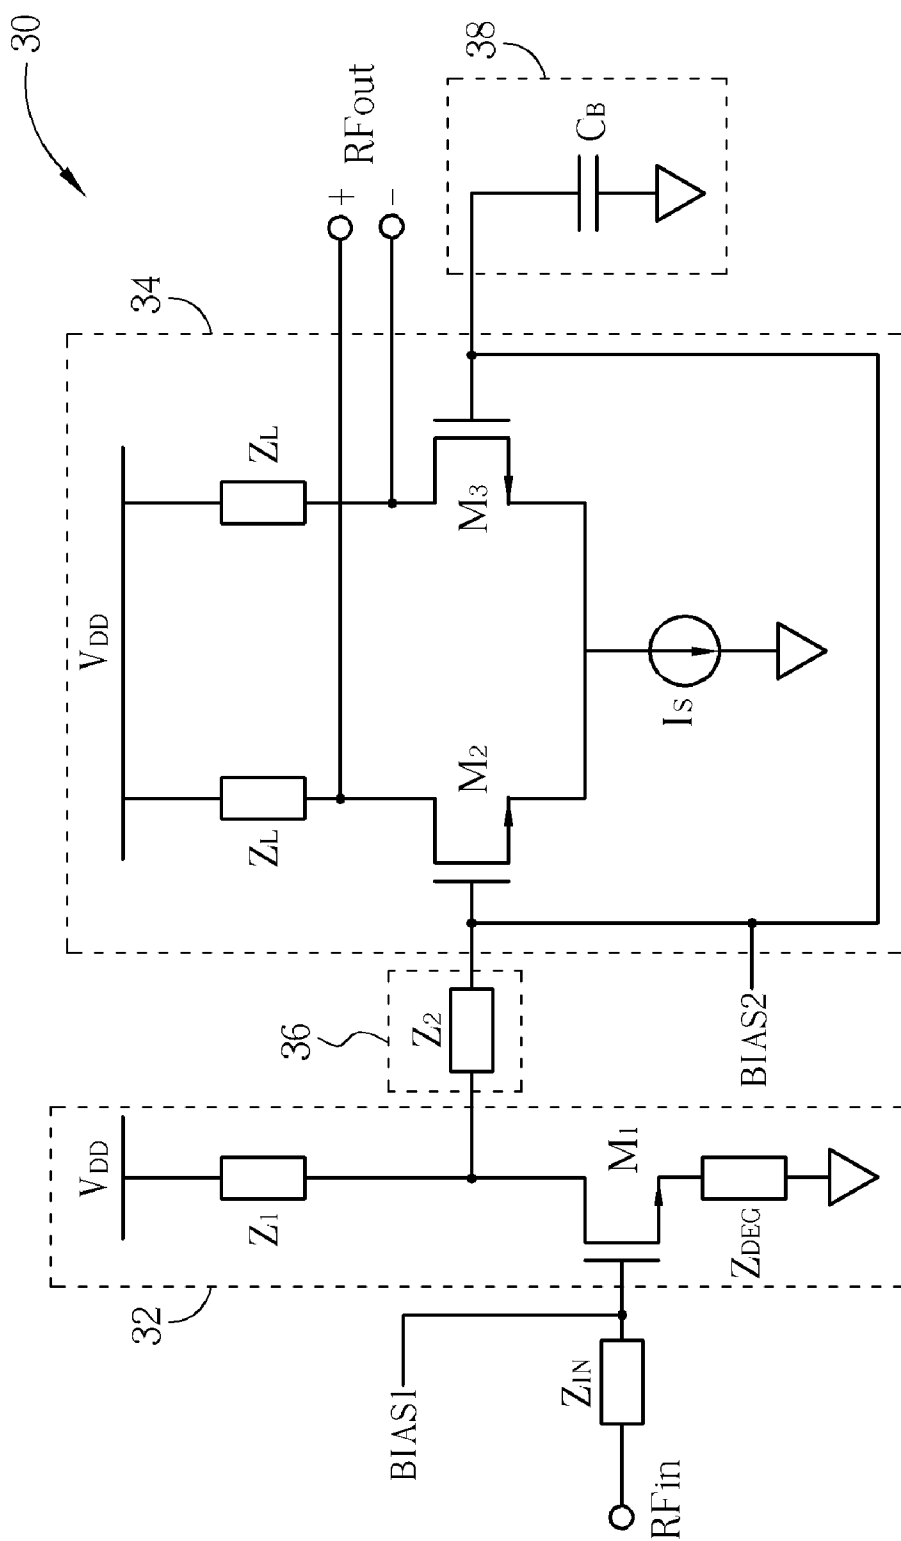 30
38
34
RFout
+
-
CB
VDD
ZL
ZL
M2
M3
IS
36
Z2
BIAS2
32
VDD
Z1
M1
ZDEG
BIAS1
ZIN
RFin